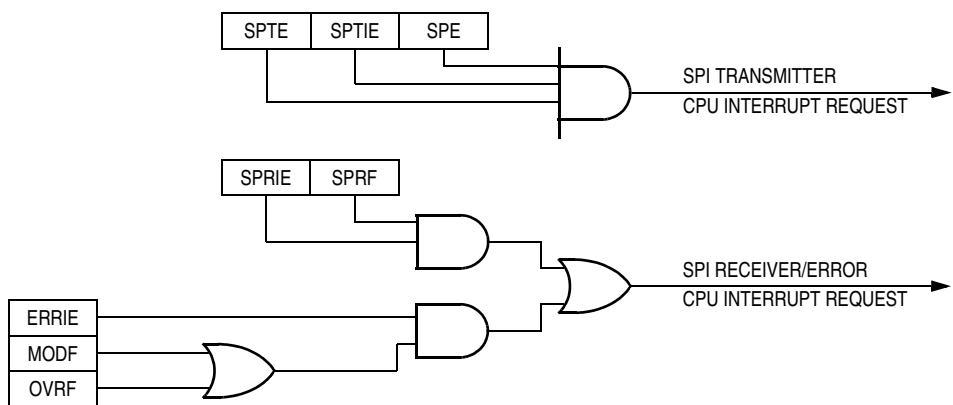 SPTE SPTIE SPE
SPI TRANSMITTER
CPU INTERRUPT REQUEST
SPRIE SPRF
SPI RECEIVER/ERROR
CPU INTERRUPT REQUEST
ERRIE
MODF
OVRF